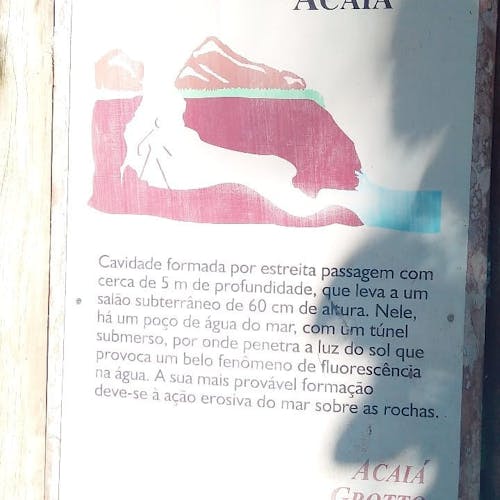 ACAIÁ
Cavidade formada por estreita passagem com
cerca de 5 m de profundidade, que leva a um
salão subterrâneo de 60 cm de altura. Nele,
há um poço de água do mar, com um túnel
submerso, por onde penetra a luz do sol que
provoca um belo fenômeno de fluorescência
na água. A sua mais provável formação
deve-se à ação erosiva do mar sobre as rochas.
ACAIÁ
GROTTO